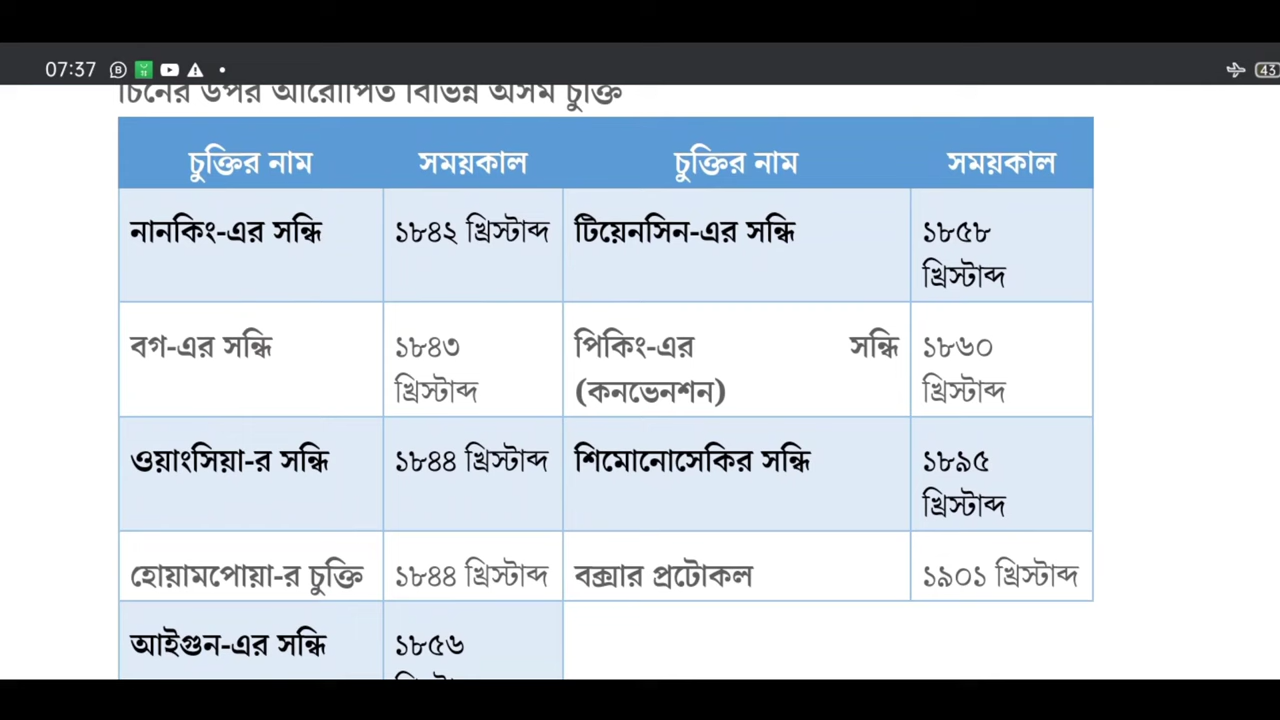 07:37
43
চিনের উপর আরোপিত বিভিন্ন অসম চুক্তি
চুক্তির নাম সময়কাল চুক্তির নাম সময়কাল
নানকিং-এর সন্ধি ১৮৪২ খ্রিস্টাব্দ টিয়েনসিন-এর সন্ধি ১৮৫৮
খ্রিস্টাব্দ
বগ-এর সন্ধি ১৮৪৩ পিকিং-এর সন্ধি ১৮৬০
খ্রিস্টাব্দ (কনভেনশন) খ্রিস্টাব্দ
ওয়াংসিয়া-র সন্ধি ১৮৪৪ খ্রিস্টাব্দ শিমোনোসেকির সন্ধি ১৮৯৫
খ্রিস্টাব্দ
হোয়ামপোয়া-র চুক্তি ১৮৪৪ খ্রিস্টাব্দ বক্সার প্রটোকল ১৯০১ খ্রিস্টাব্দ
আইগুন-এর সন্ধি ১৮৫৬